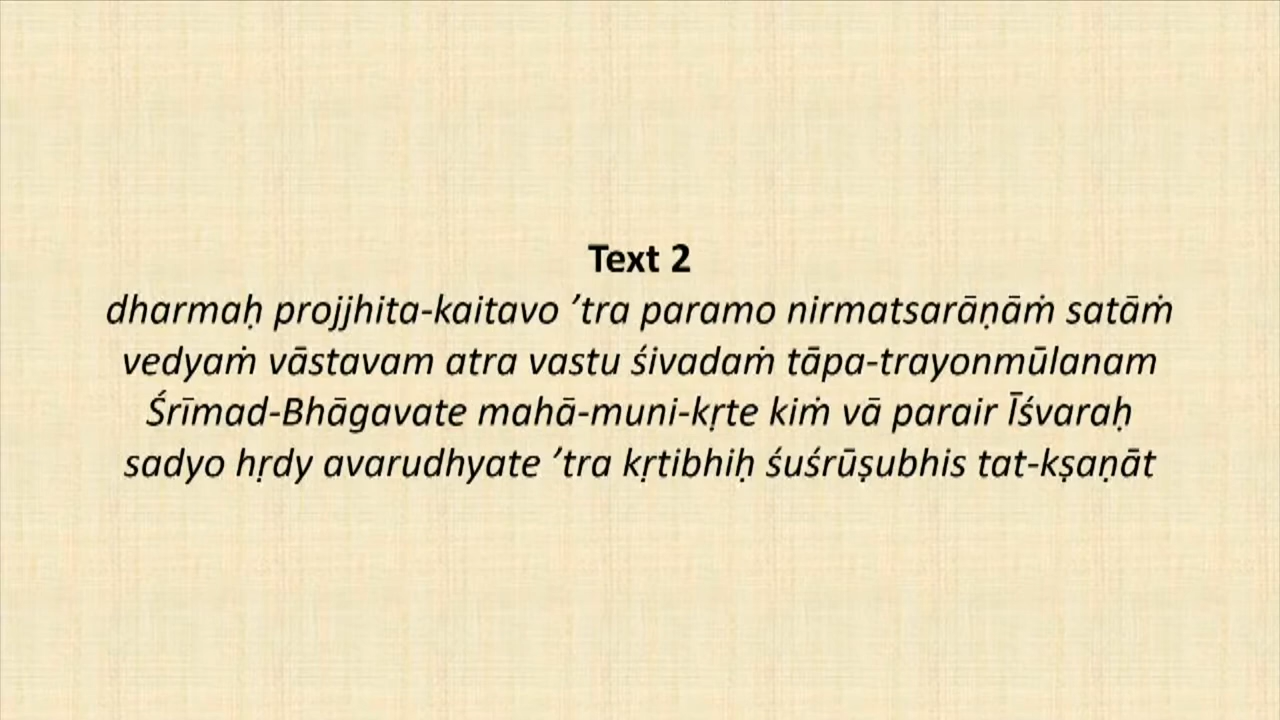 Text 2
dharmaḥ projjhita-kaitavo ’tra paramo nirmatsarāṇāṁ satāṁ
vedyaṁ vāstavam atra vastu śivadaṁ tāpa-trayonmūlanam
Śrīmad-Bhāgavate mahā-muni-kṛte kiṁ vā parair Īśvaraḥ
sadyo hṛdy avarudhyate ’tra kṛtibhiḥ śuśrūṣubhis tat-kṣaṇāt